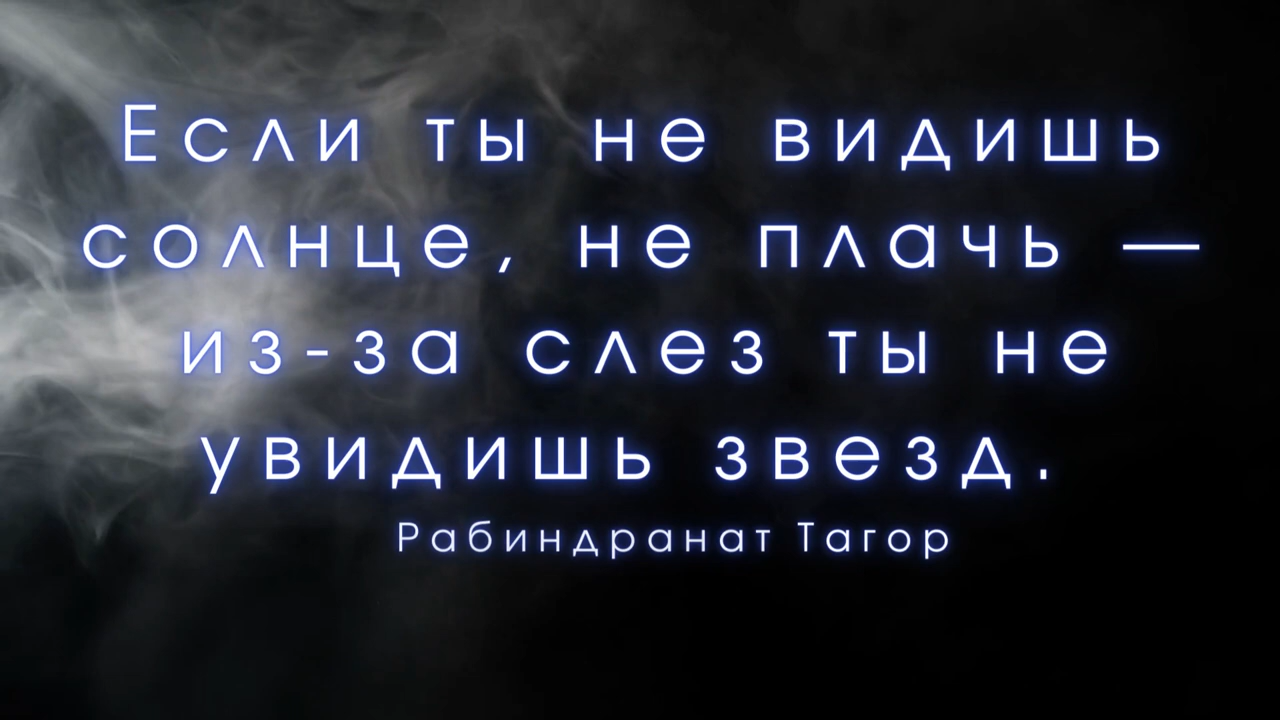 Если ты не видишь
солнце, не плачь —
из-за слез ты не
увидишь звезд.
Рабиндранат Тагор